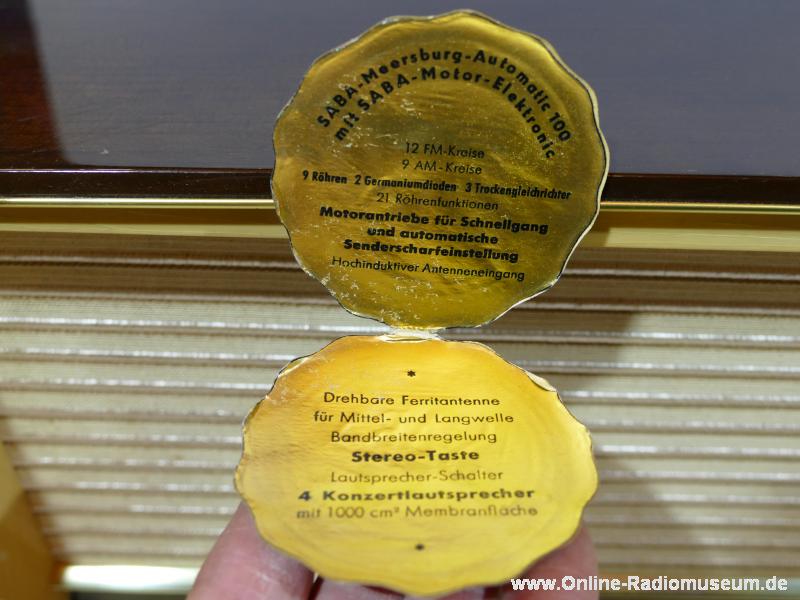 SABA-Meersburg-Automatic 100
mit SABA-Motor-Elektronic
12 FM-Kreise
9 AM-Kreise
9 Röhren 2 Germaniumdioden 3 Trockengleichrichter
21 Röhrenfunktionen
Motorantriebe für Schnellgang
und automatische
Senderscharfeinstellung
Hochinduktiver Antenneneingang
*
Drehbare Ferritantenne
für Mittel- und Langwelle
Bandbreitenregelung
Stereo-Taste
Lautsprecher-Schalter
4 Konzertlautsprecher
mit 1000 cm² Membranfläche
*
www.Online-Radiomuseum.de